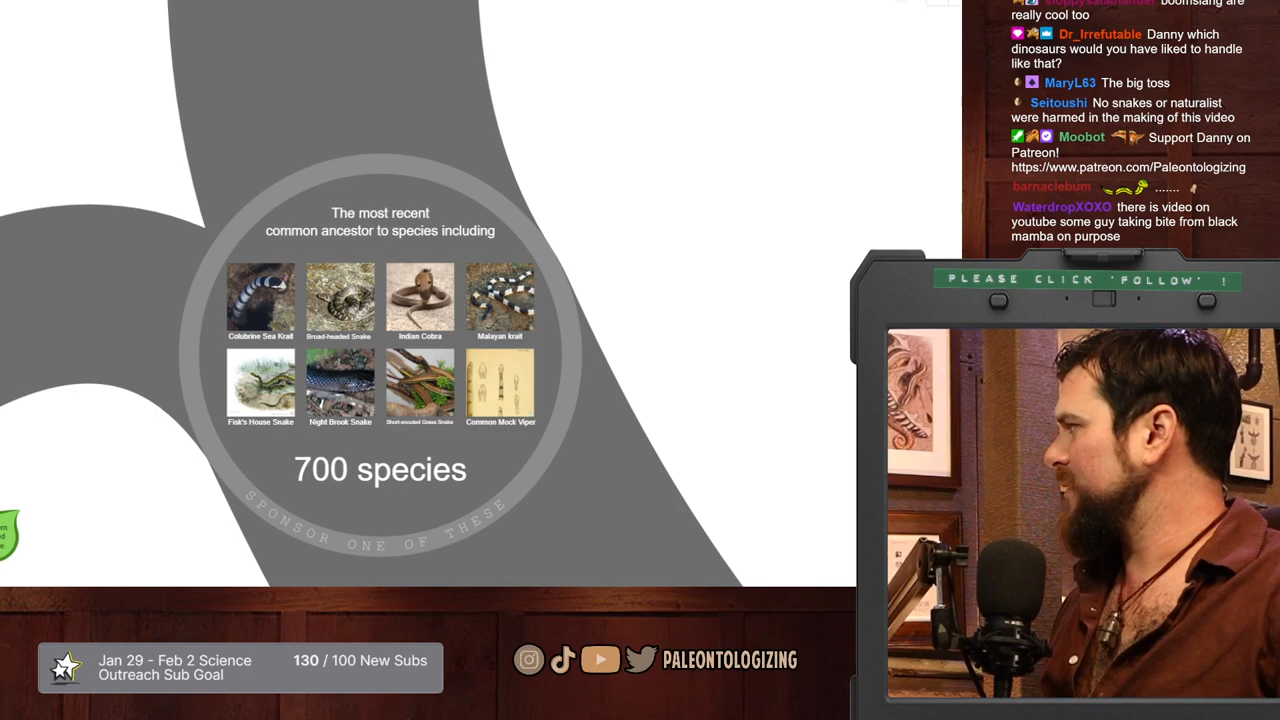 boomslang are
really cool too
Dr_Irrefutable Danny which
dinosaurs would you have liked to handle
like that?
MaryL63 The big toss
Seitoushi No snakes or naturalist
were harmed in the making of this video
Moobot Support Danny on
Patreon!
https://www.patreon.com/Paleontologizing
barnaclebum .......
WaterdropXOXO there is video on
youtube some guy taking bite from black
mamba on purpose
PLEASE CLICK 'FOLLOW' !
The most recent
common ancestor to species including
Colubrine Sea Krait Broad-headed Snake Indian Cobra Malayan krait
Fisk's House Snake Night Brook Snake Short-snouted Grass Snake Common Mock Viper
700 species
SPONSOR ONE OF THESE
Jan 29 - Feb 2 Science 130 / 100 New Subs
Outreach Sub Goal
PALEONTOLOGIZING